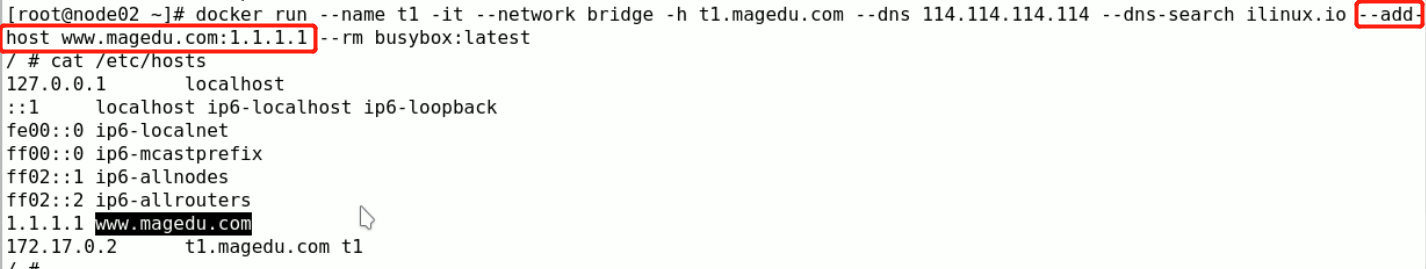 [root@node02 ~]# docker run --name t1 -it --network bridge -h t1.magedu.com --dns 114.114.114.114 --dns-search ilinux.io --add-
host www.magedu.com:1.1.1.1 --rm busybox:latest
/ # cat /etc/hosts
127.0.0.1       localhost
::1     localhost ip6-localhost ip6-loopback
fe00::0 ip6-localnet
ff00::0 ip6-mcastprefix
ff02::1 ip6-allnodes
ff02::2 ip6-allrouters
1.1.1.1 www.magedu.com
172.17.0.2      t1.magedu.com t1
/ #